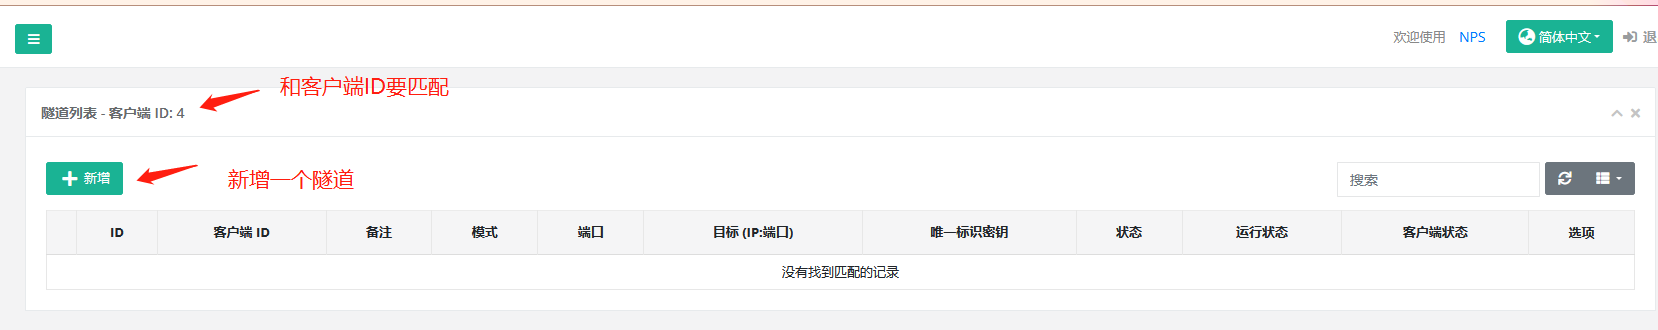 欢迎使用 NPS 简体中文 退
和客户端ID要匹配
隧道列表 - 客户端 ID: 4
新增 新增一个隧道 搜索
ID 客户端 ID 备注 模式 端口 目标 (IP:端口) 唯一标识密钥 状态 运行状态 客户端状态 选项
没有找到匹配的记录